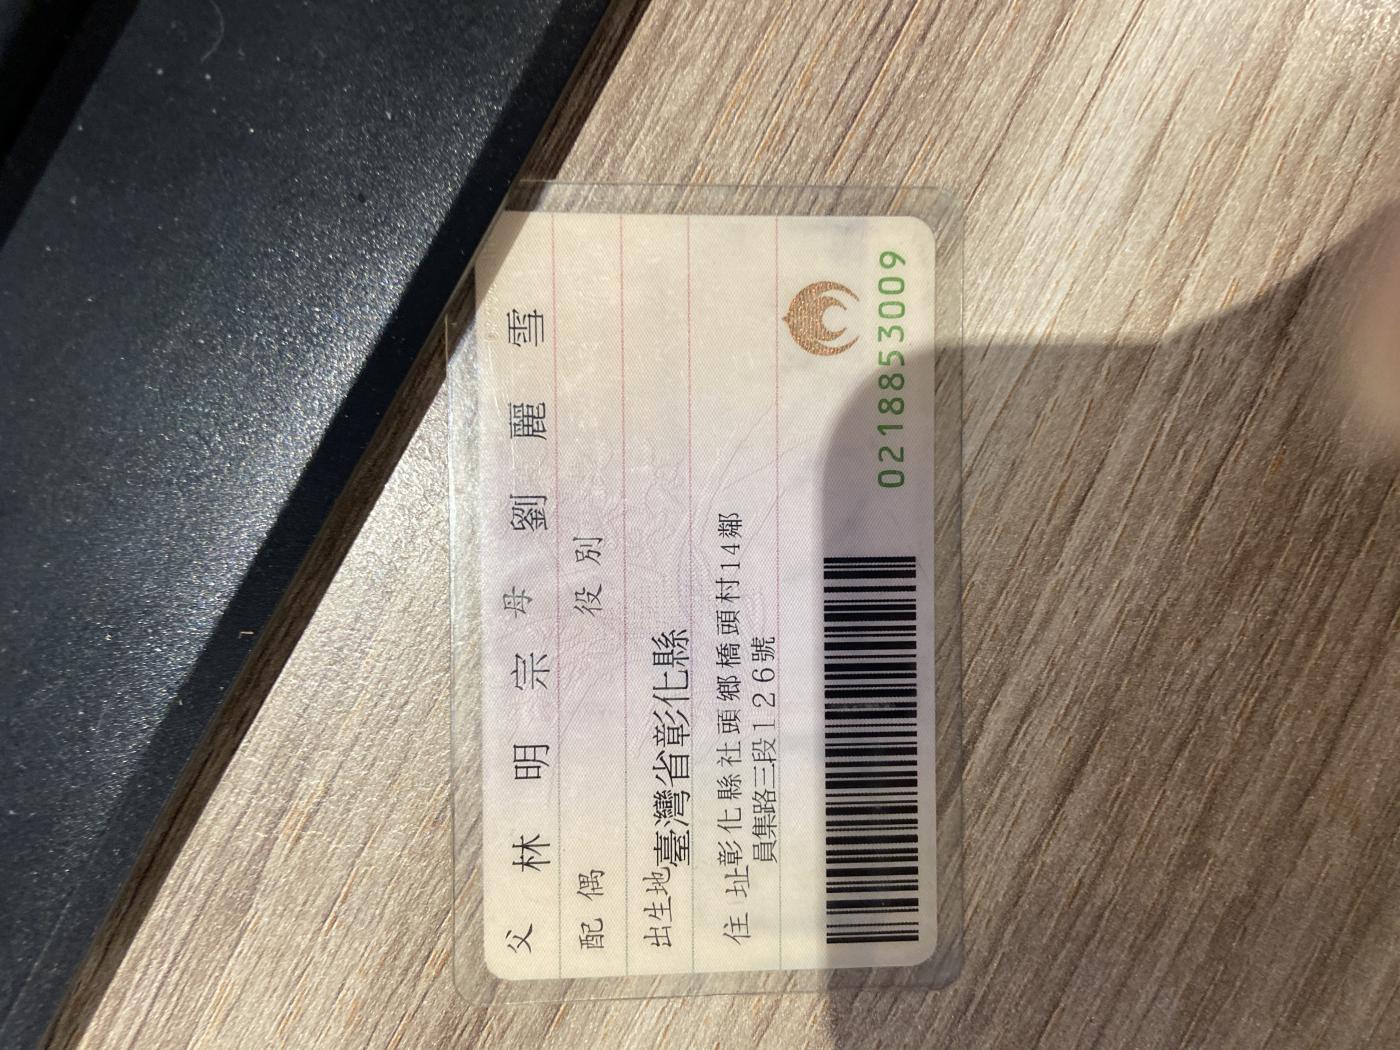 父 林明宗 母 劉麗雪
配偶 役別
出生地 臺灣省彰化縣
住址 彰化縣社頭鄉橋頭村14鄰
員集路三段126號
0218853009